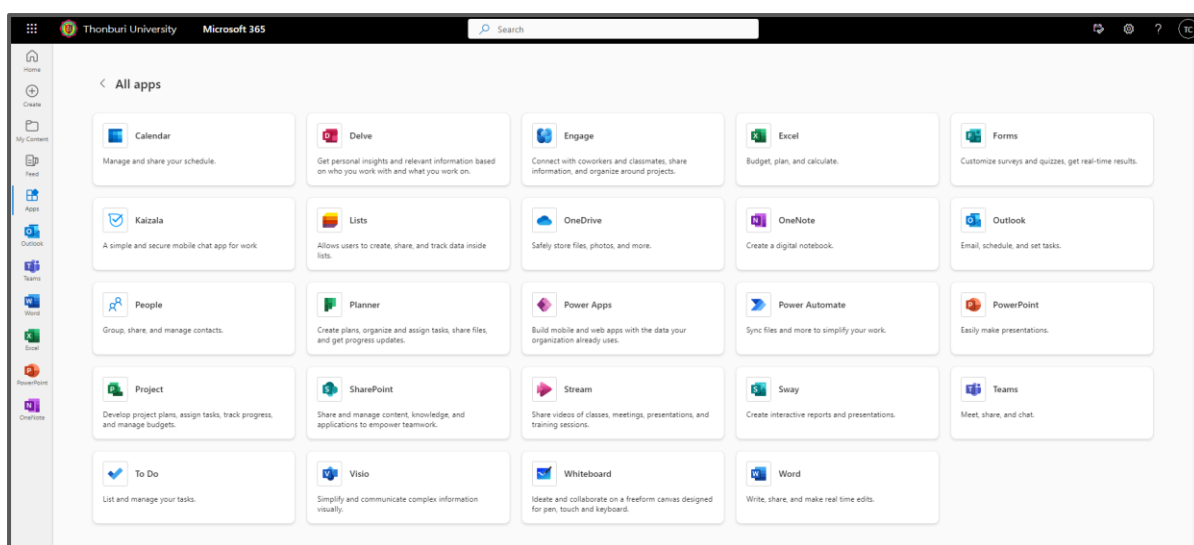 Thonburi University Microsoft 365
Search
?
TC
Home
Create
My Content
Feed
Apps
Outlook
Teams
Word
Excel
PowerPoint
OneNote
All apps
Calendar
Manage and share your schedule.
Delve
Get personal insights and relevant information based
on who you work with and what you work on.
Engage
Connect with coworkers and classmates, share
information, and organize around projects.
Excel
Budget, plan, and calculate.
Forms
Customize surveys and quizzes, get real-time results.
Kaizala
A simple and secure mobile chat app for work
Lists
Allows users to create, share, and track data inside
lists.
OneDrive
Safely store files, photos, and more.
OneNote
Create a digital notebook.
Outlook
Email, schedule, and set tasks.
People
Group, share, and manage contacts.
Planner
Create plans, organize and assign tasks, share files,
and get progress updates.
Power Apps
Build mobile and web apps with the data your
organization already uses.
Power Automate
Sync files and more to simplify your work.
PowerPoint
Easily make presentations.
Project
Develop project plans, assign tasks, track progress,
and manage budgets.
SharePoint
Share and manage content, knowledge, and
applications to empower teamwork.
Stream
Share videos of classes, meetings, presentations, and
training sessions.
Sway
Create interactive reports and presentations.
Teams
Meet, share, and chat.
To Do
List and manage your tasks.
Visio
Simplify and communicate complex information
visually.
Whiteboard
Ideate and collaborate on a freeform canvas designed
for pen, touch and keyboard.
Word
Write, share, and make real time edits.